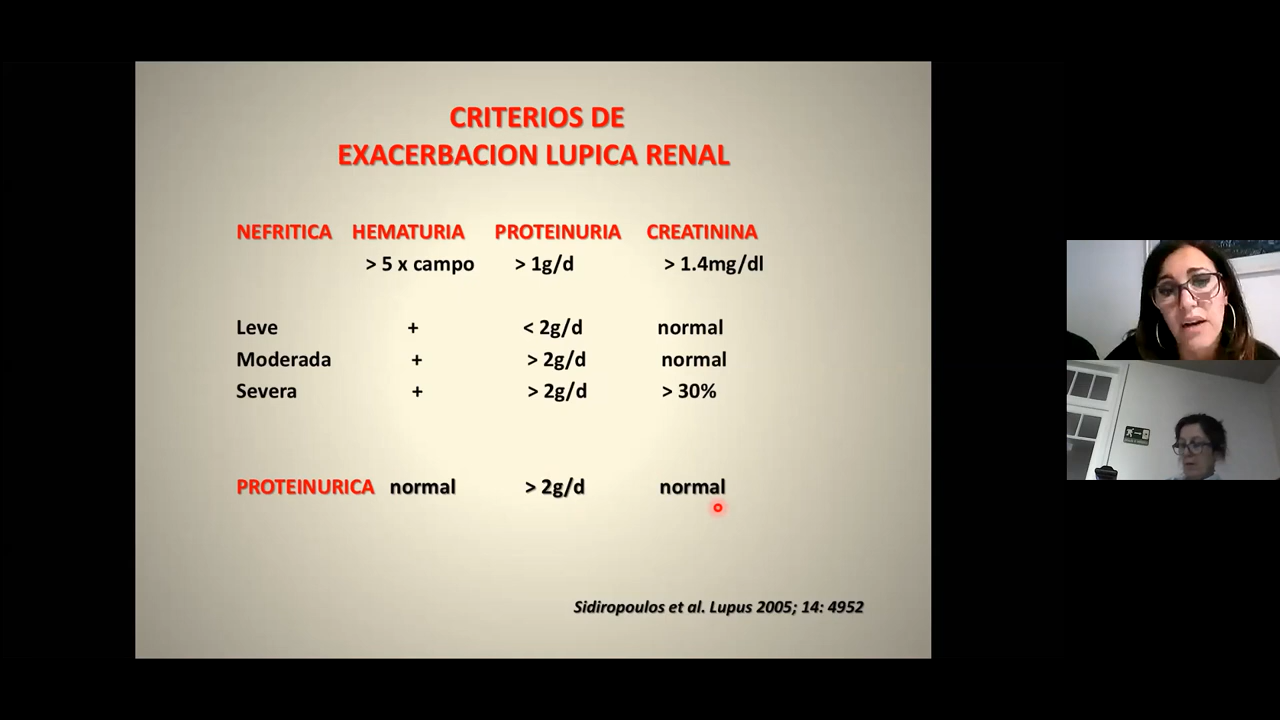 CRITERIOS DE
EXACERBACION LUPICA RENAL
NEFRITICA HEMATURIA PROTEINURIA CREATININA
> 5 x campo > 1g/d > 1.4mg/dl
Leve + < 2g/d normal
Moderada + > 2g/d normal
Severa + > 2g/d > 30%
PROTEINURICA normal > 2g/d normal
Sidiropoulos et al. Lupus 2005; 14: 4952